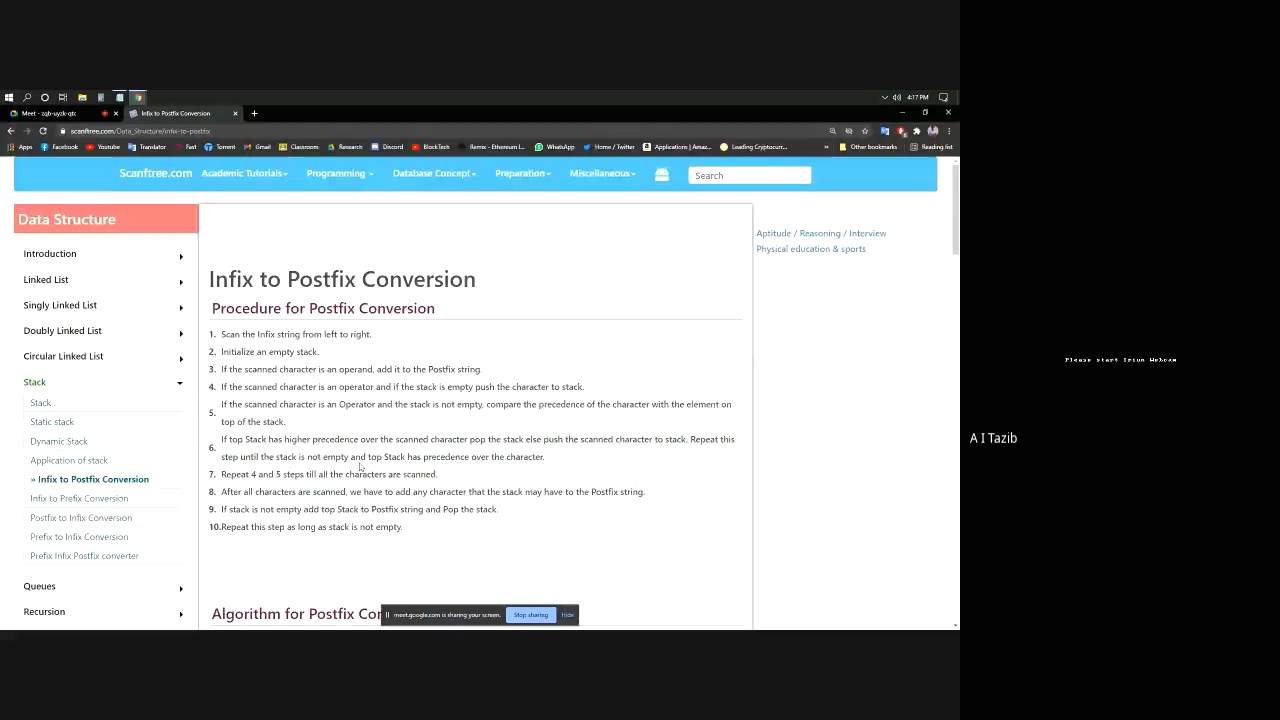 4:17 PM
Meet - zqb-uyzk-qtc
Infix to Postfix Conversion
scanftree.com/Data_Structure/infix-to-postfix
Apps Facebook Youtube Translator Fast Torrent Gmail Classroom Research Discord BlockTech Remix - Ethereum I... WhatsApp Home / Twitter Applications | Amaz... Leading Cryptocurr... » Other bookmarks Reading list
Scanftree.com Academic Tutorials Programming Database Concept Preparation Miscellaneous Search
Data Structure
Introduction
Linked List
Singly Linked List
Doubly Linked List
Circular Linked List
Stack
Stack
Static stack
Dynamic Stack
Application of stack
» Infix to Postfix Conversion
Infix to Prefix Conversion
Postfix to Infix Conversion
Prefix to Infix Conversion
Prefix Infix Postfix converter
Queues
Recursion
Infix to Postfix Conversion
Procedure for Postfix Conversion
1. Scan the Infix string from left to right.
2. Initialize an empty stack.
3. If the scanned character is an operand, add it to the Postfix string.
4. If the scanned character is an operator and if the stack is empty push the character to stack.
5. If the scanned character is an Operator and the stack is not empty, compare the precedence of the character with the element on
top of the stack.
6. If top Stack has higher precedence over the scanned character pop the stack else push the scanned character to stack. Repeat this
step until the stack is not empty and top Stack has precedence over the character.
7. Repeat 4 and 5 steps till all the characters are scanned.
8. After all characters are scanned, we have to add any character that the stack may have to the Postfix string.
9. If stack is not empty add top Stack to Postfix string and Pop the stack.
10.Repeat this step as long as stack is not empty.
Algorithm for Postfix Co
meet.google.com is sharing your screen. Stop sharing Hide
Aptitude / Reasoning / Interview
Physical education & sports
Please start Iriun Webcam
A I Tazib